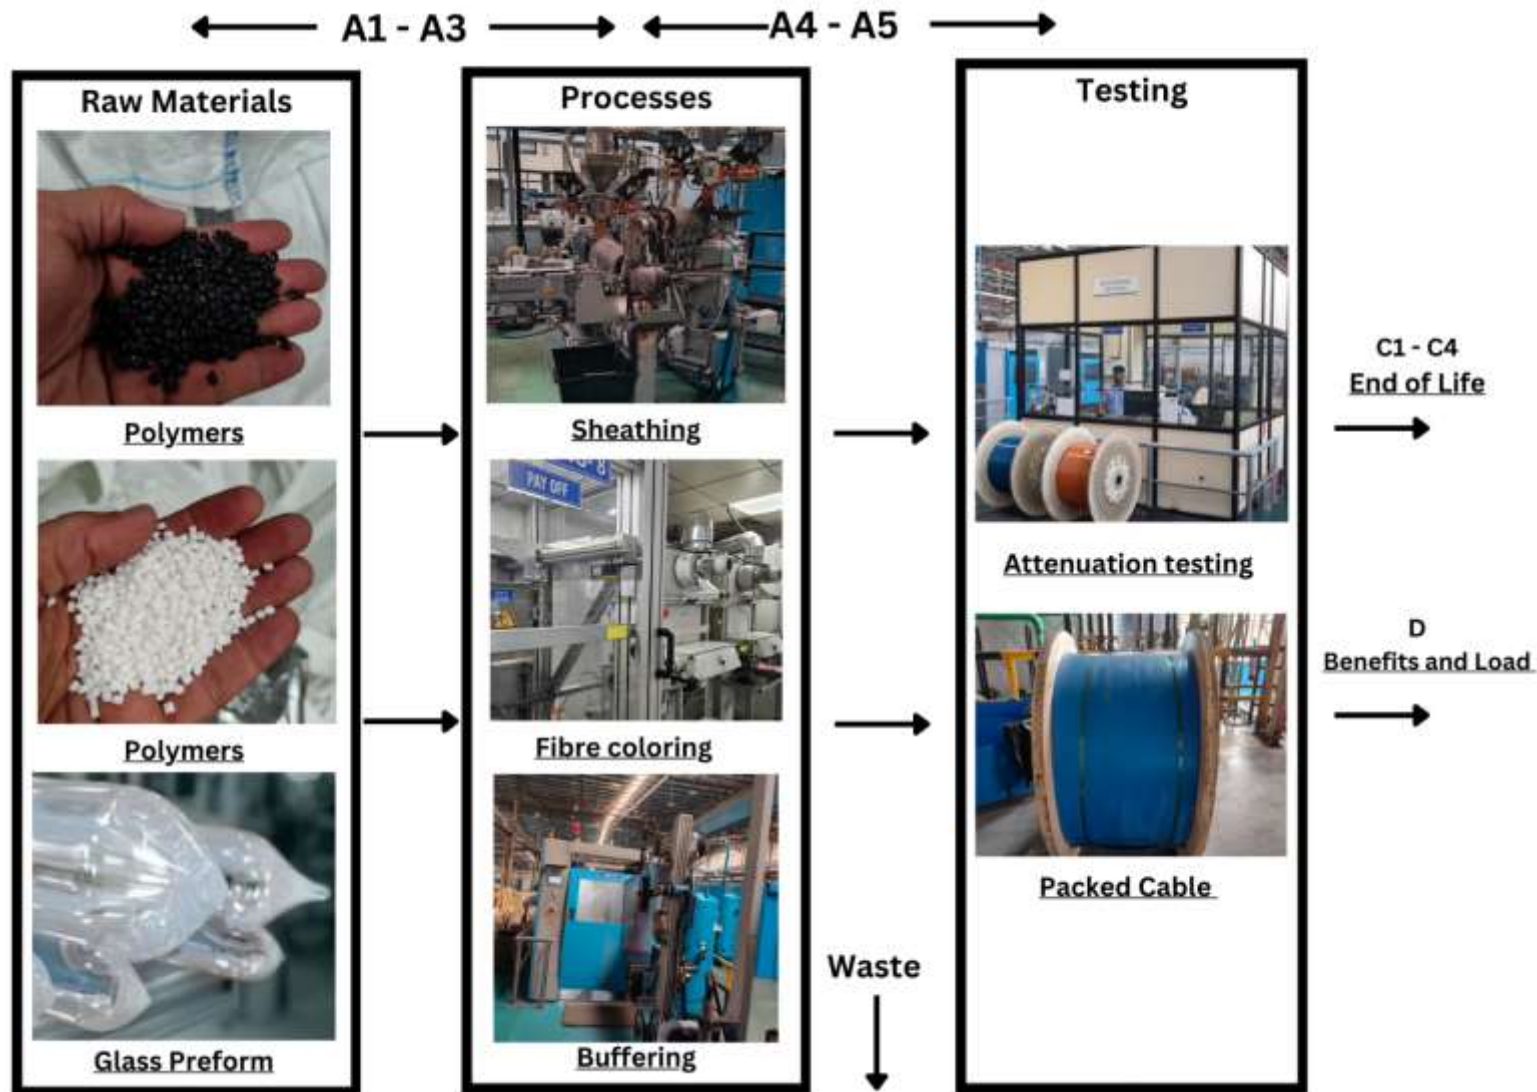 A1 - A3
A4 - A5
Raw Materials
Polymers
Polymers
Glass Preform
Processes
Sheathing
PAY OFF
Fibre coloring
Buffering
Waste
Testing
Attenuation testing
Packed Cable
C1 - C4
End of Life
D
Benefits and Load